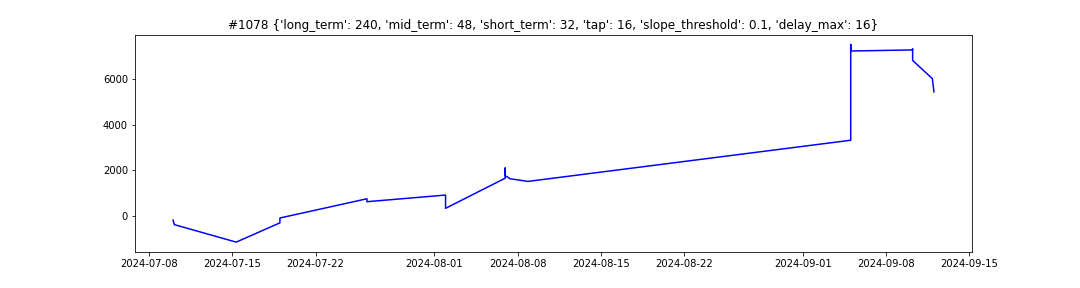 #1078 {'long_term': 240, 'mid_term': 48, 'short_term': 32, 'tap': 16, 'slope_threshold': 0.1, 'delay_max': 16}
6000
4000
2000
0
2024-07-08 2024-07-15 2024-07-22 2024-08-01 2024-08-08 2024-08-15 2024-08-22 2024-09-01 2024-09-08 2024-09-15